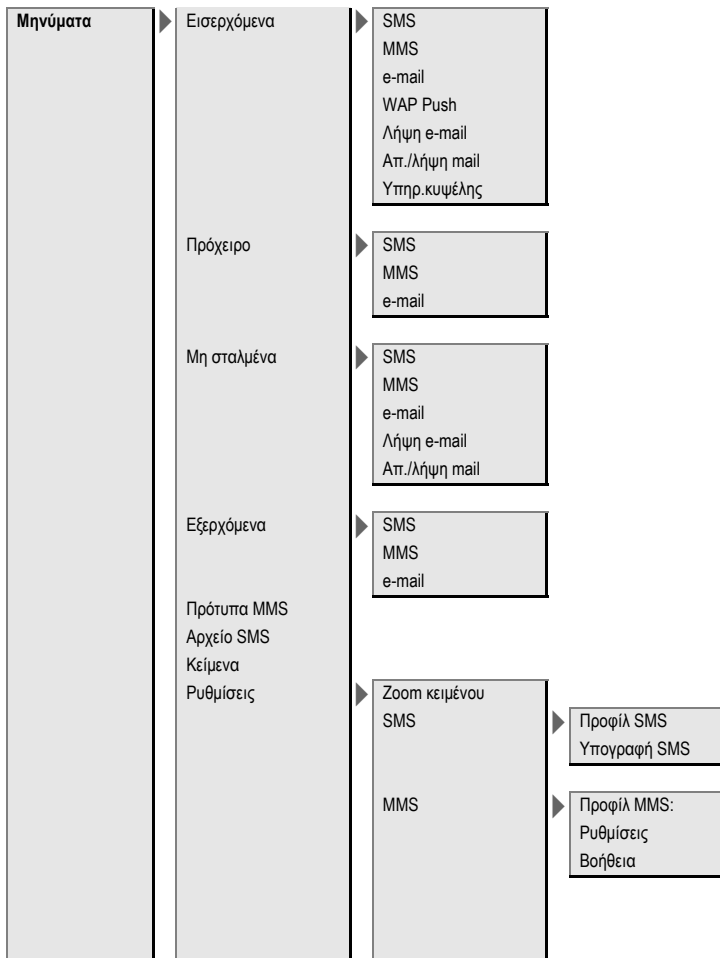 Μηνύματα
Εισερχόμενα
SMS
MMS
e-mail
WAP Push
Λήψη e-mail
Απ./λήψη mail
Υπηρ.κυψέλης
Πρόχειρο
SMS
MMS
e-mail
Μη σταλμένα
SMS
MMS
e-mail
Λήψη e-mail
Απ./λήψη mail
Εξερχόμενα
SMS
MMS
e-mail
Πρότυπα MMS
Αρχείο SMS
Κείμενα
Ρυθμίσεις
Zoom κειμένου
SMS
Προφίλ SMS
Υπογραφή SMS
MMS
Προφίλ MMS:
Ρυθμίσεις
Βοήθεια